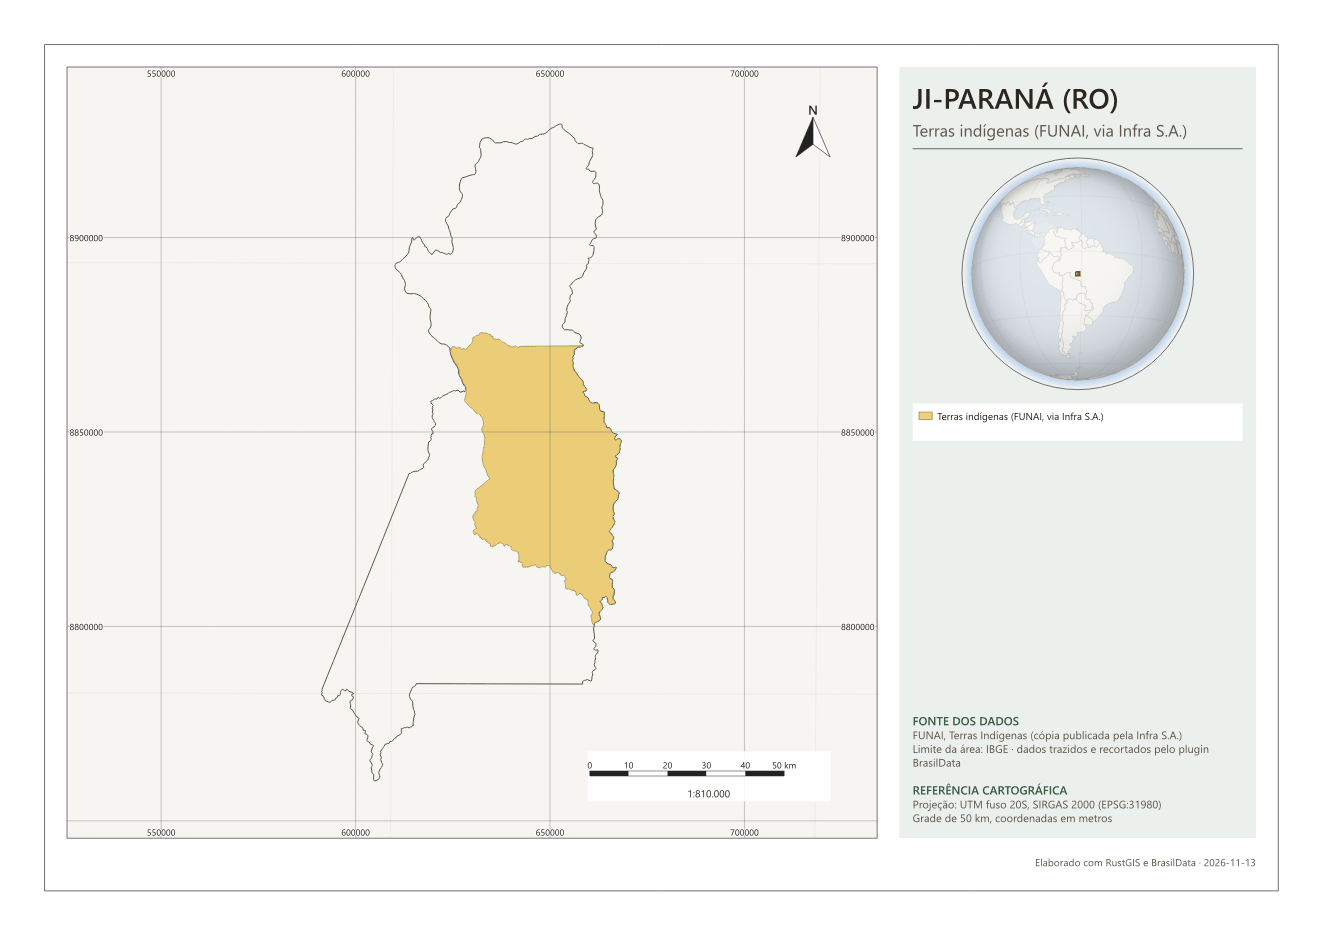 550000 600000 650000 700000
N
8900000 8900000
8850000 8850000
8800000 8800000
0 10 20 30 40 50 km
1:810.000
550000 600000 650000 700000
JI-PARANÁ (RO)
Terras indígenas (FUNAI, via Infra S.A.)
Terras indígenas (FUNAI, via Infra S.A.)
FONTE DOS DADOS
FUNAI, Terras Indígenas (cópia publicada pela Infra S.A.)
Limite da área: IBGE · dados trazidos e recortados pelo plugin
BrasilData
REFERÊNCIA CARTOGRÁFICA
Projeção: UTM fuso 20S, SIRGAS 2000 (EPSG:31980)
Grade de 50 km, coordenadas em metros
Elaborado com RustGIS e BrasilData · 2026-11-13